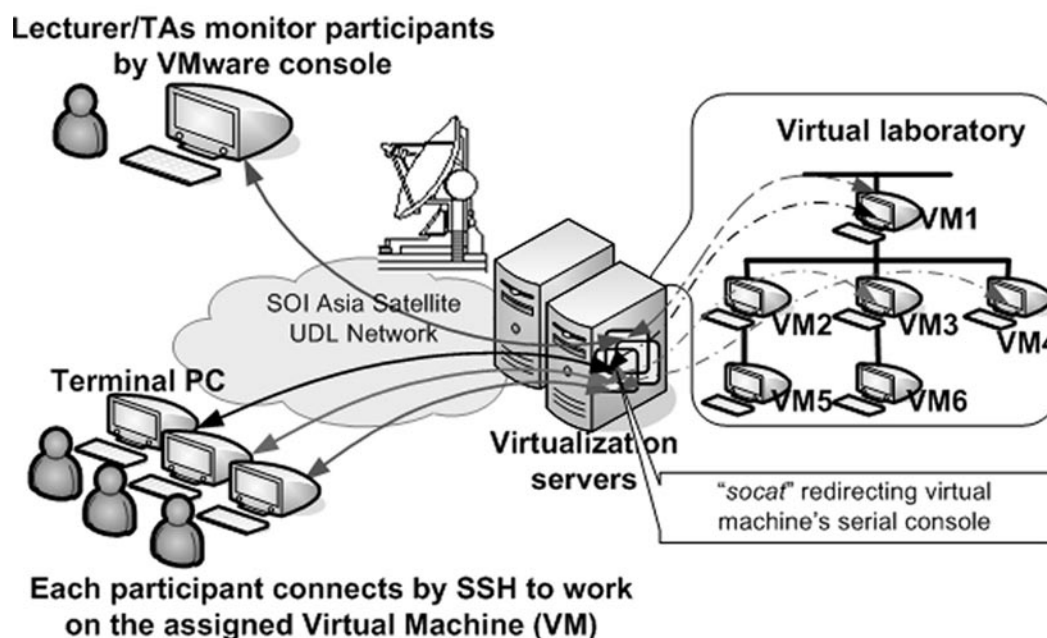 Lecturer/TAs monitor participants
by VMware console
Virtual laboratory
VM1
SOI Asia Satellite
UDL Network
VM2
VM3
VM4
Terminal PC
VM5
VM6
Virtualization
servers
“socat” redirecting virtual
machine’s serial console
Each participant connects by SSH to work
on the assigned Virtual Machine (VM)